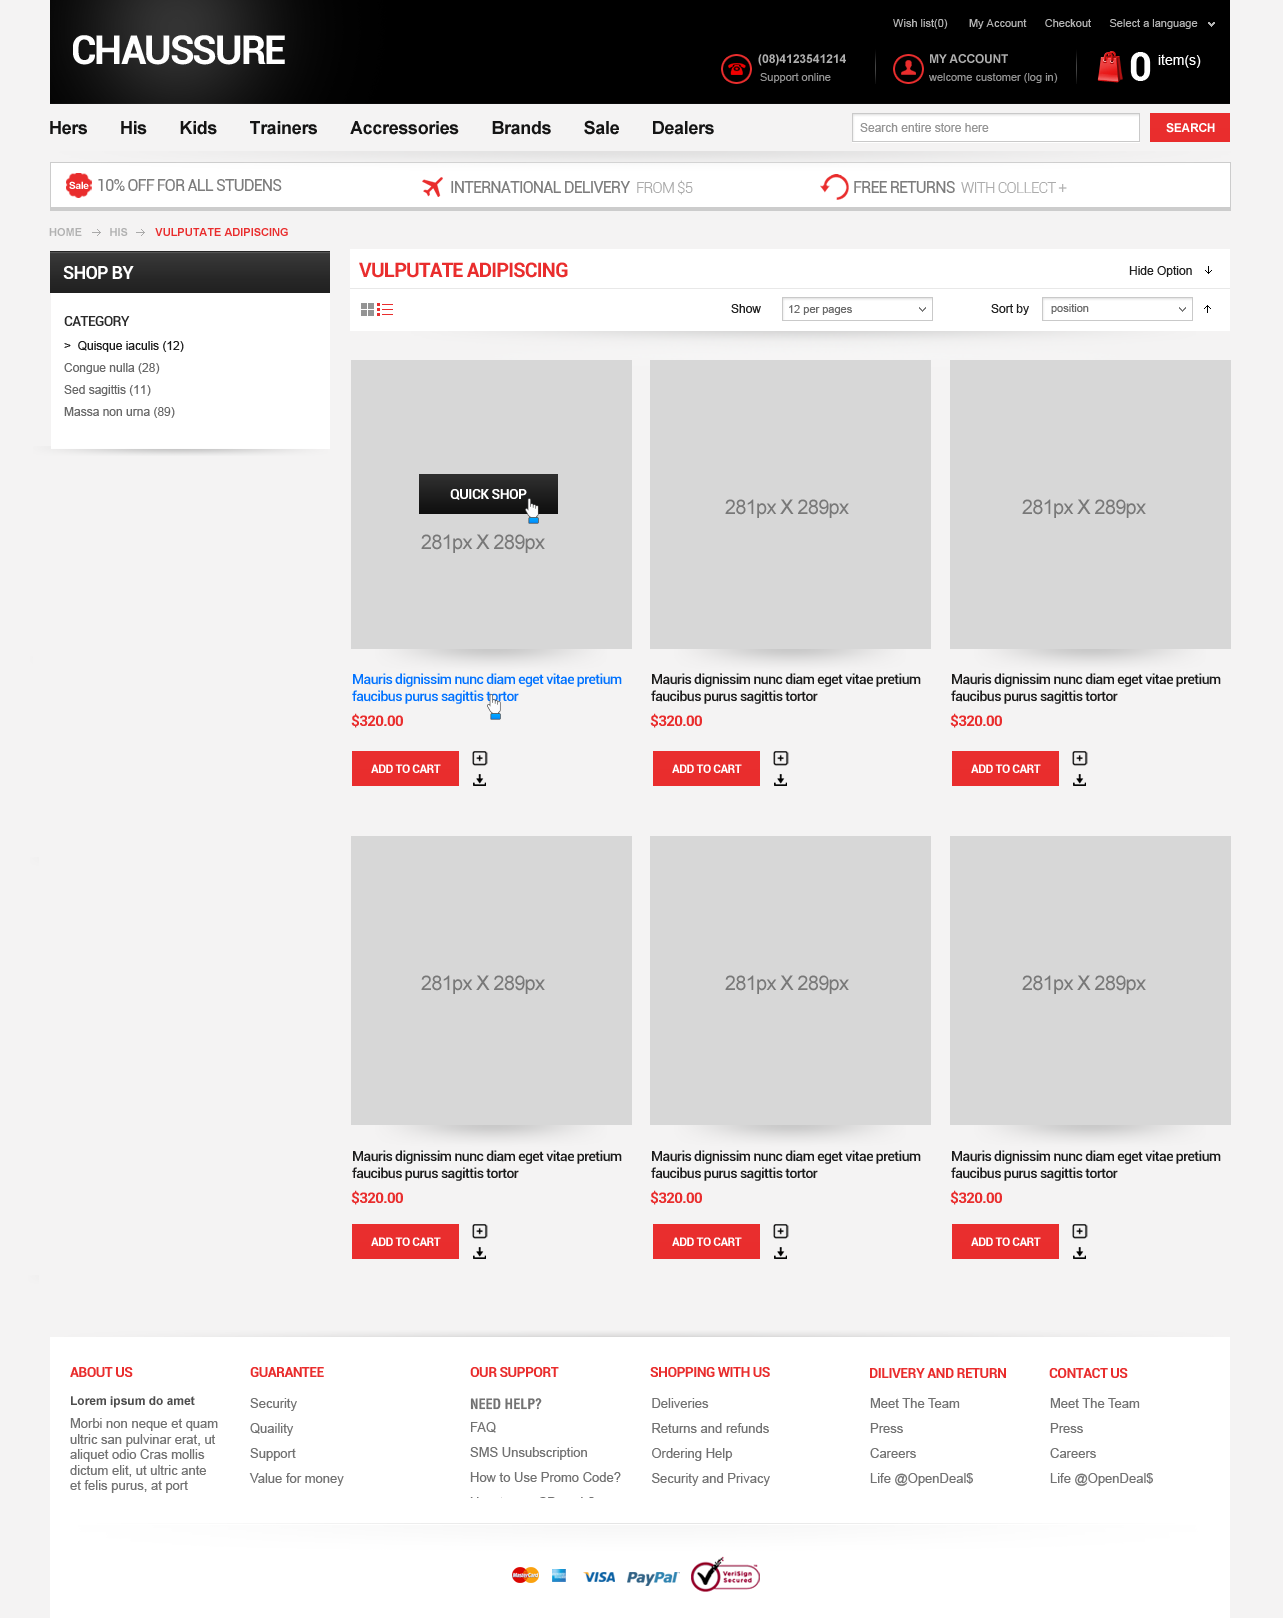 Wish list(0) My Account Checkout Select a language
CHAUSSURE
(08)4123541214
Support online
MY ACCOUNT
welcome customer (log in)
0 item(s)
Hers His Kids Trainers Accressories Brands Sale Dealers
Search entire store here
SEARCH
Sale 10% OFF FOR ALL STUDENS
INTERNATIONAL DELIVERY FROM $5
FREE RETURNS WITH COLLECT +
HOME HIS VULPUTATE ADIPISCING
SHOP BY
CATEGORY
> Quisque iaculis (12)
Congue nulla (28)
Sed sagittis (11)
Massa non urna (89)
VULPUTATE ADIPISCING
Hide Option
Show 12 per pages
Sort by position
QUICK SHOP
281px X 289px
281px X 289px
281px X 289px
Mauris dignissim nunc diam eget vitae pretium
faucibus purus sagittis tortor
$320.00
ADD TO CART
Mauris dignissim nunc diam eget vitae pretium
faucibus purus sagittis tortor
$320.00
ADD TO CART
Mauris dignissim nunc diam eget vitae pretium
faucibus purus sagittis tortor
$320.00
ADD TO CART
281px X 289px
281px X 289px
281px X 289px
Mauris dignissim nunc diam eget vitae pretium
faucibus purus sagittis tortor
$320.00
ADD TO CART
Mauris dignissim nunc diam eget vitae pretium
faucibus purus sagittis tortor
$320.00
ADD TO CART
Mauris dignissim nunc diam eget vitae pretium
faucibus purus sagittis tortor
$320.00
ADD TO CART
ABOUT US
Lorem ipsum do amet
Morbi non neque et quam
ultric san pulvinar erat, ut
aliquet odio Cras mollis
dictum elit, ut ultric ante
et felis purus, at port
GUARANTEE
Security
Quaility
Support
Value for money
OUR SUPPORT
NEED HELP?
FAQ
SMS Unsubscription
How to Use Promo Code?
SHOPPING WITH US
Deliveries
Returns and refunds
Ordering Help
Security and Privacy
DILIVERY AND RETURN
Meet The Team
Press
Careers
Life @OpenDeal$
CONTACT US
Meet The Team
Press
Careers
Life @OpenDeal$
MasterCard
VISA
PayPal
VeriSign
Secured